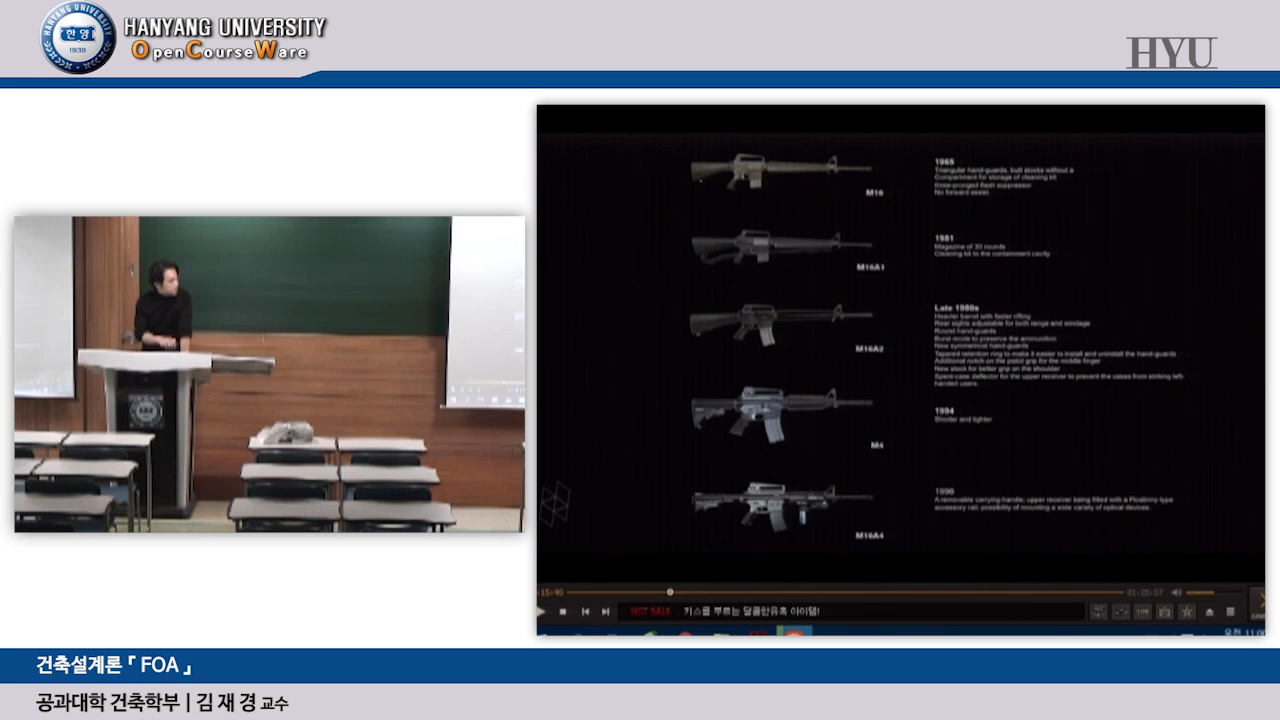 HANYANG UNIVERSITY
OpenCourseWare
한양
1939
HYU
1965
Triangular hand-guards, butt stocks without a
Compartment for storage of cleaning kit
three-pronged flash suppressor
No forward assist.
M16
1981
Magazine of 30 rounds
Cleaning kit to the containment cavity
M16A1
Late 1980s
Heavier barrel with faster rifling
Rear sights adjustable for both range and windage
Round hand-guards
Burst mode to preserve the ammunition
New symmetrical hand-guards
Tapered retention ring to make it easier to install and uninstall the hand-guards
Additional notch on the pistol grip for the middle finger
New stock for better grip on the shoulder
Spent-case deflector for the upper receiver to prevent the cases from striking left-
handed users.
M16A2
1994
Shorter and lighter
M4
1996
A removable carrying-handle: upper receiver being fitted with a
accessory rail: possibility of mounting a wide variety of optical devices.
M16A4
15:40
01:25:57
HOT SALE 키스를 부르는 달콤한유혹 아이템!
오전 11:00
건축설계론「 FOA 」
공과대학 건축학부 | 김 재 경 교수